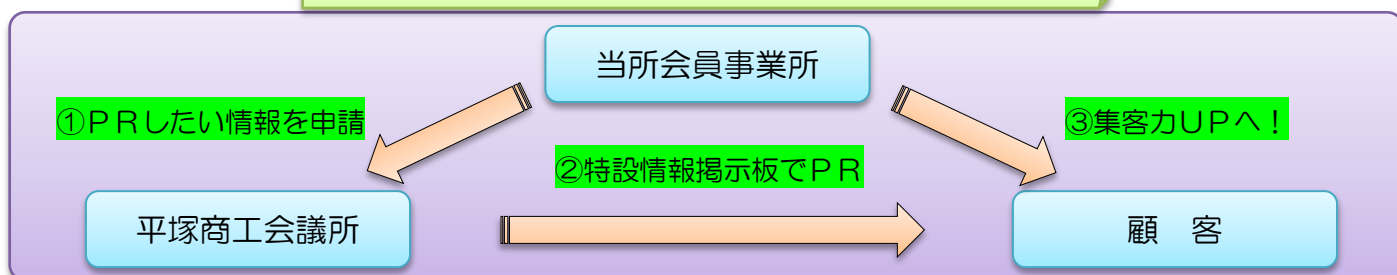 当所会員事業所
①ＰＲしたい情報を申請
③集客力ＵＰへ！
②特設情報掲示板でＰＲ
平塚商工会議所
顧　客